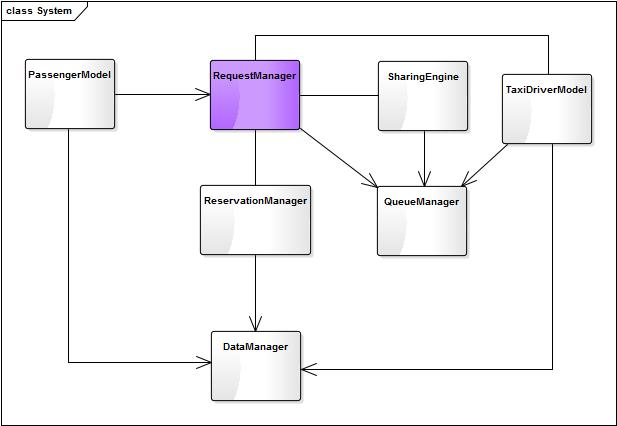 class System
PassengerModel
RequestManager
SharingEngine
TaxiDriverModel
ReservationManager
QueueManager
DataManager